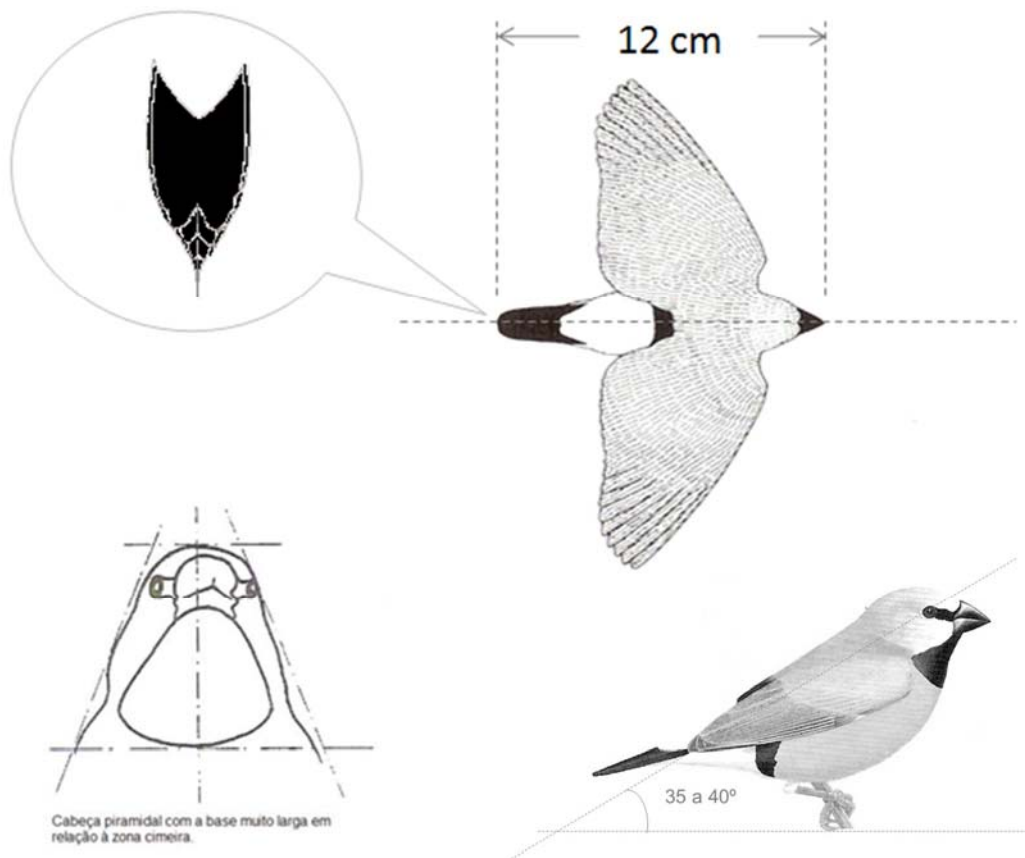 12 cm
Cabeça piramidal com a base muito larga em
relação à zona cimeira.
35 a 40º